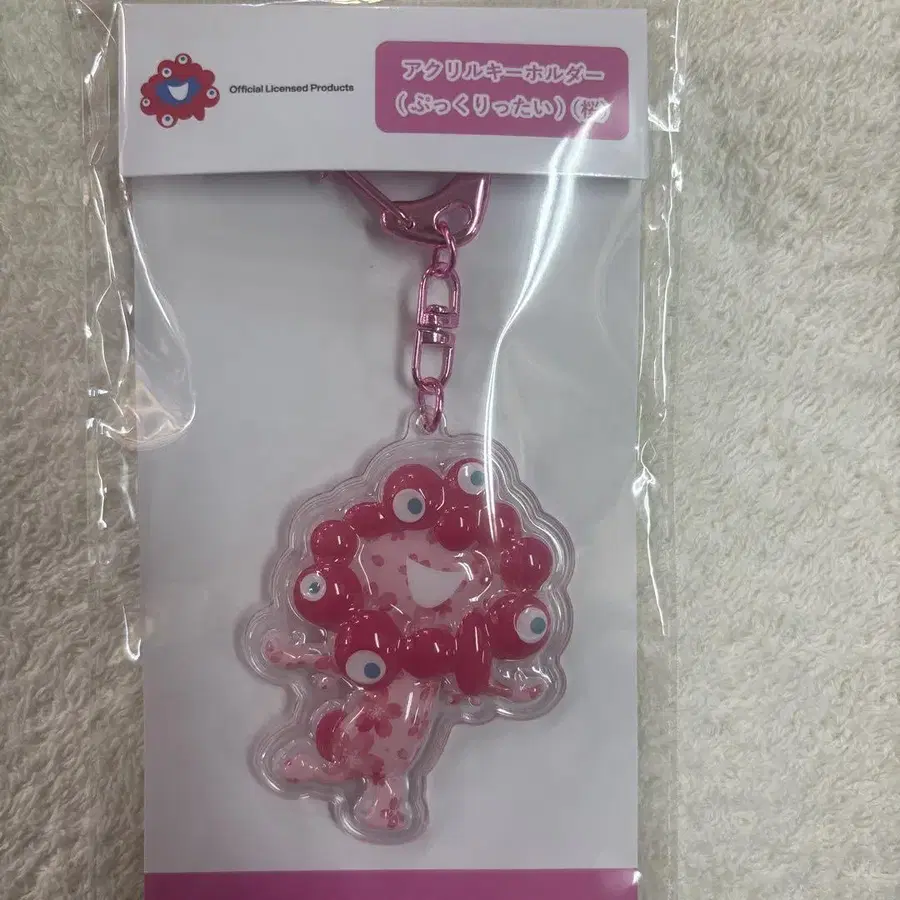 Official Licensed Products
アクリルキーホルダー
(ぷっくりったい)(桜)